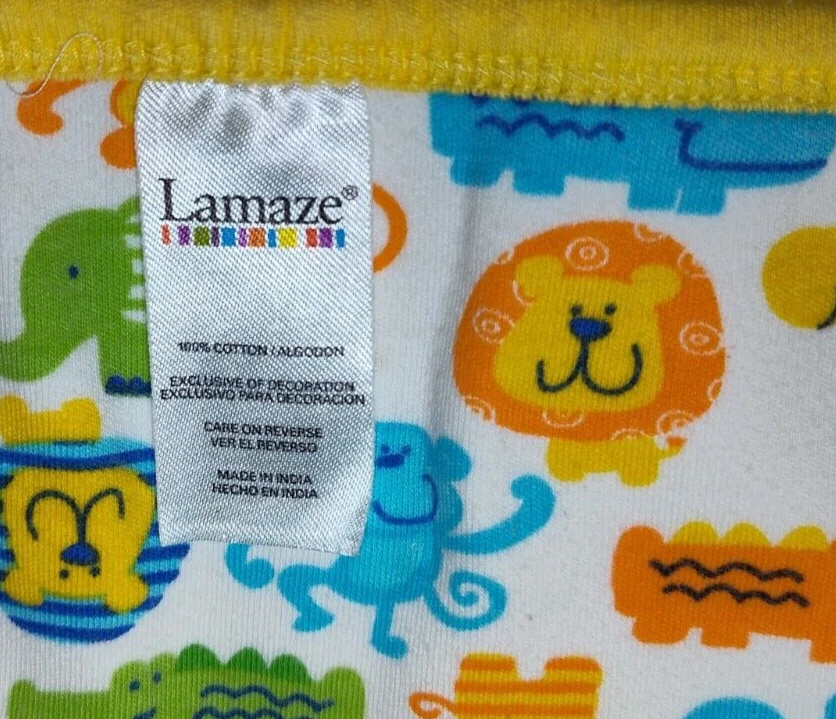 Lamaze®
100% COTTON / ALGODON
EXCLUSIVE OF DECORATION
EXCLUSIVO PARA DECORACION
CARE ON REVERSE
VER EL REVERSO
MADE IN INDIA
HECHO EN INDIA